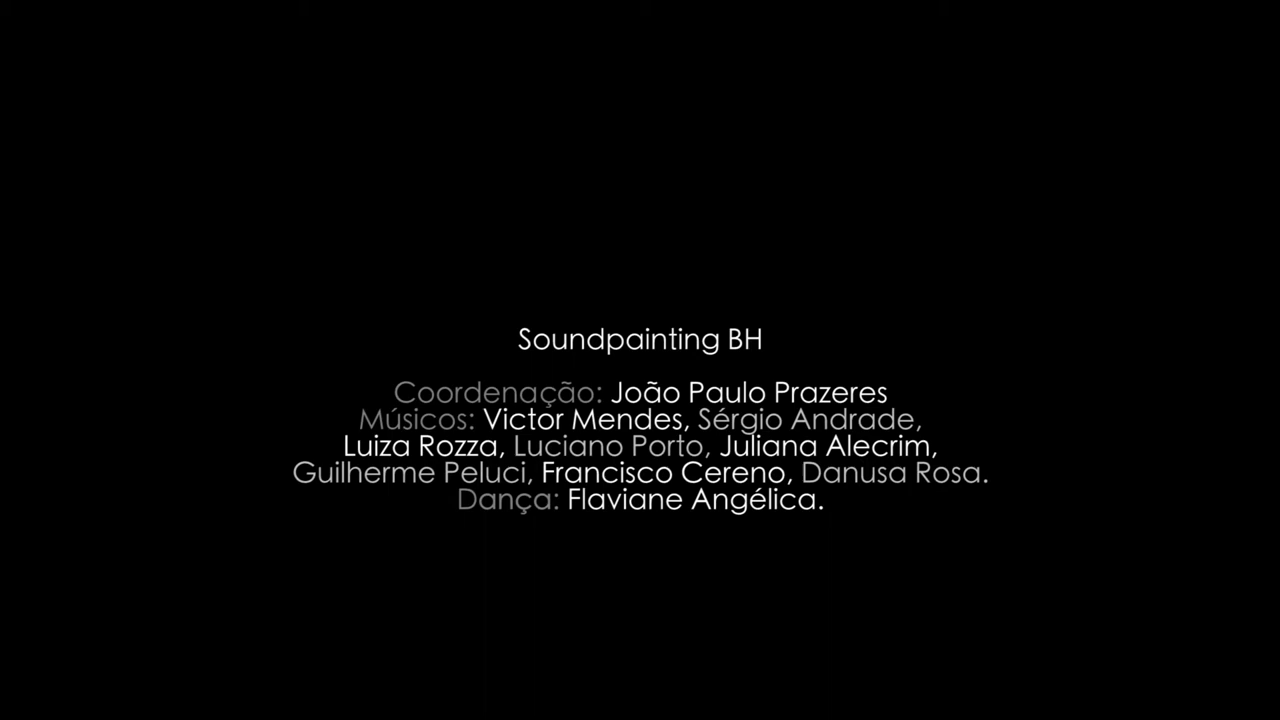 Soundpainting BH
Coordenação: João Paulo Prazeres
Músicos: Victor Mendes, Sérgio Andrade,
Luiza Rozza, Luciano Porto, Juliana Alecrim,
Guilherme Peluci, Francisco Cereno, Danusa Rosa.
Dança: Flaviane Angélica.